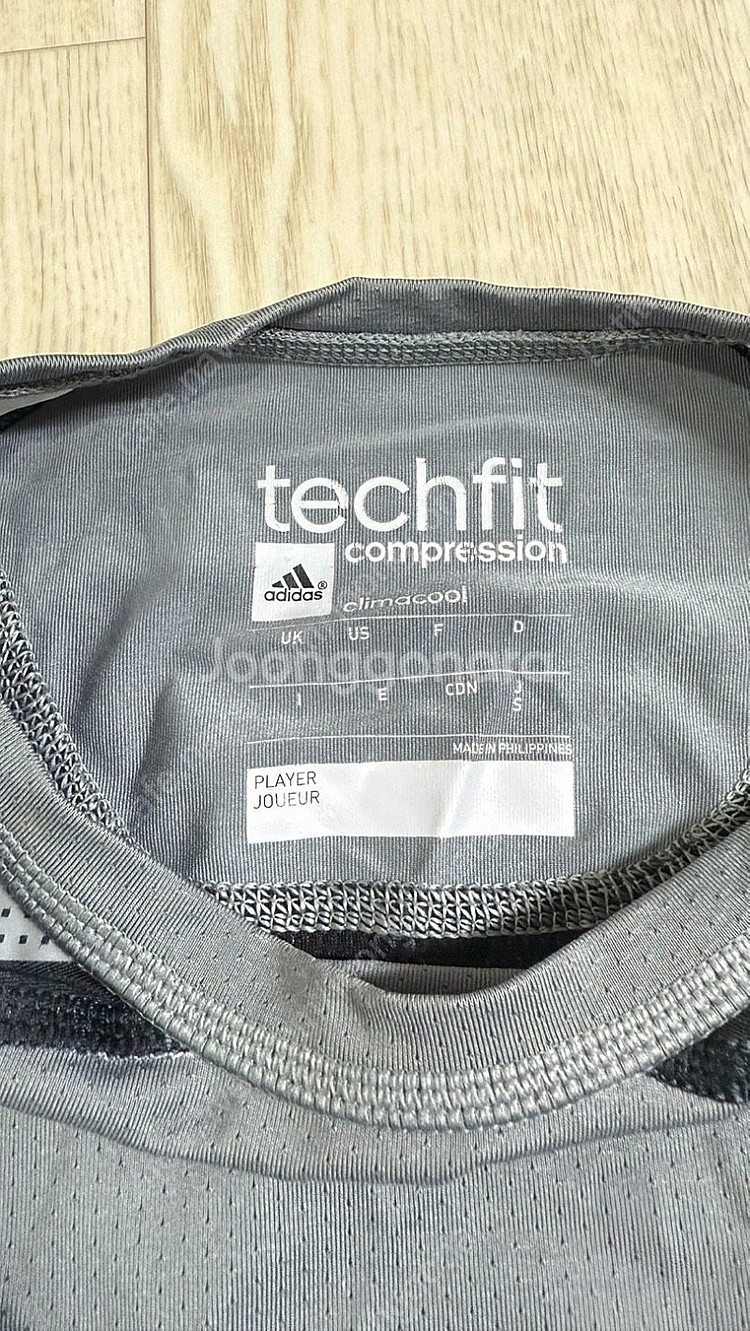 techfit
compression
adidas®
climacool
UK US F D
I E CDN J
S
MADE IN PHILIPPINES
PLAYER
JOUEUR
Joonggonara